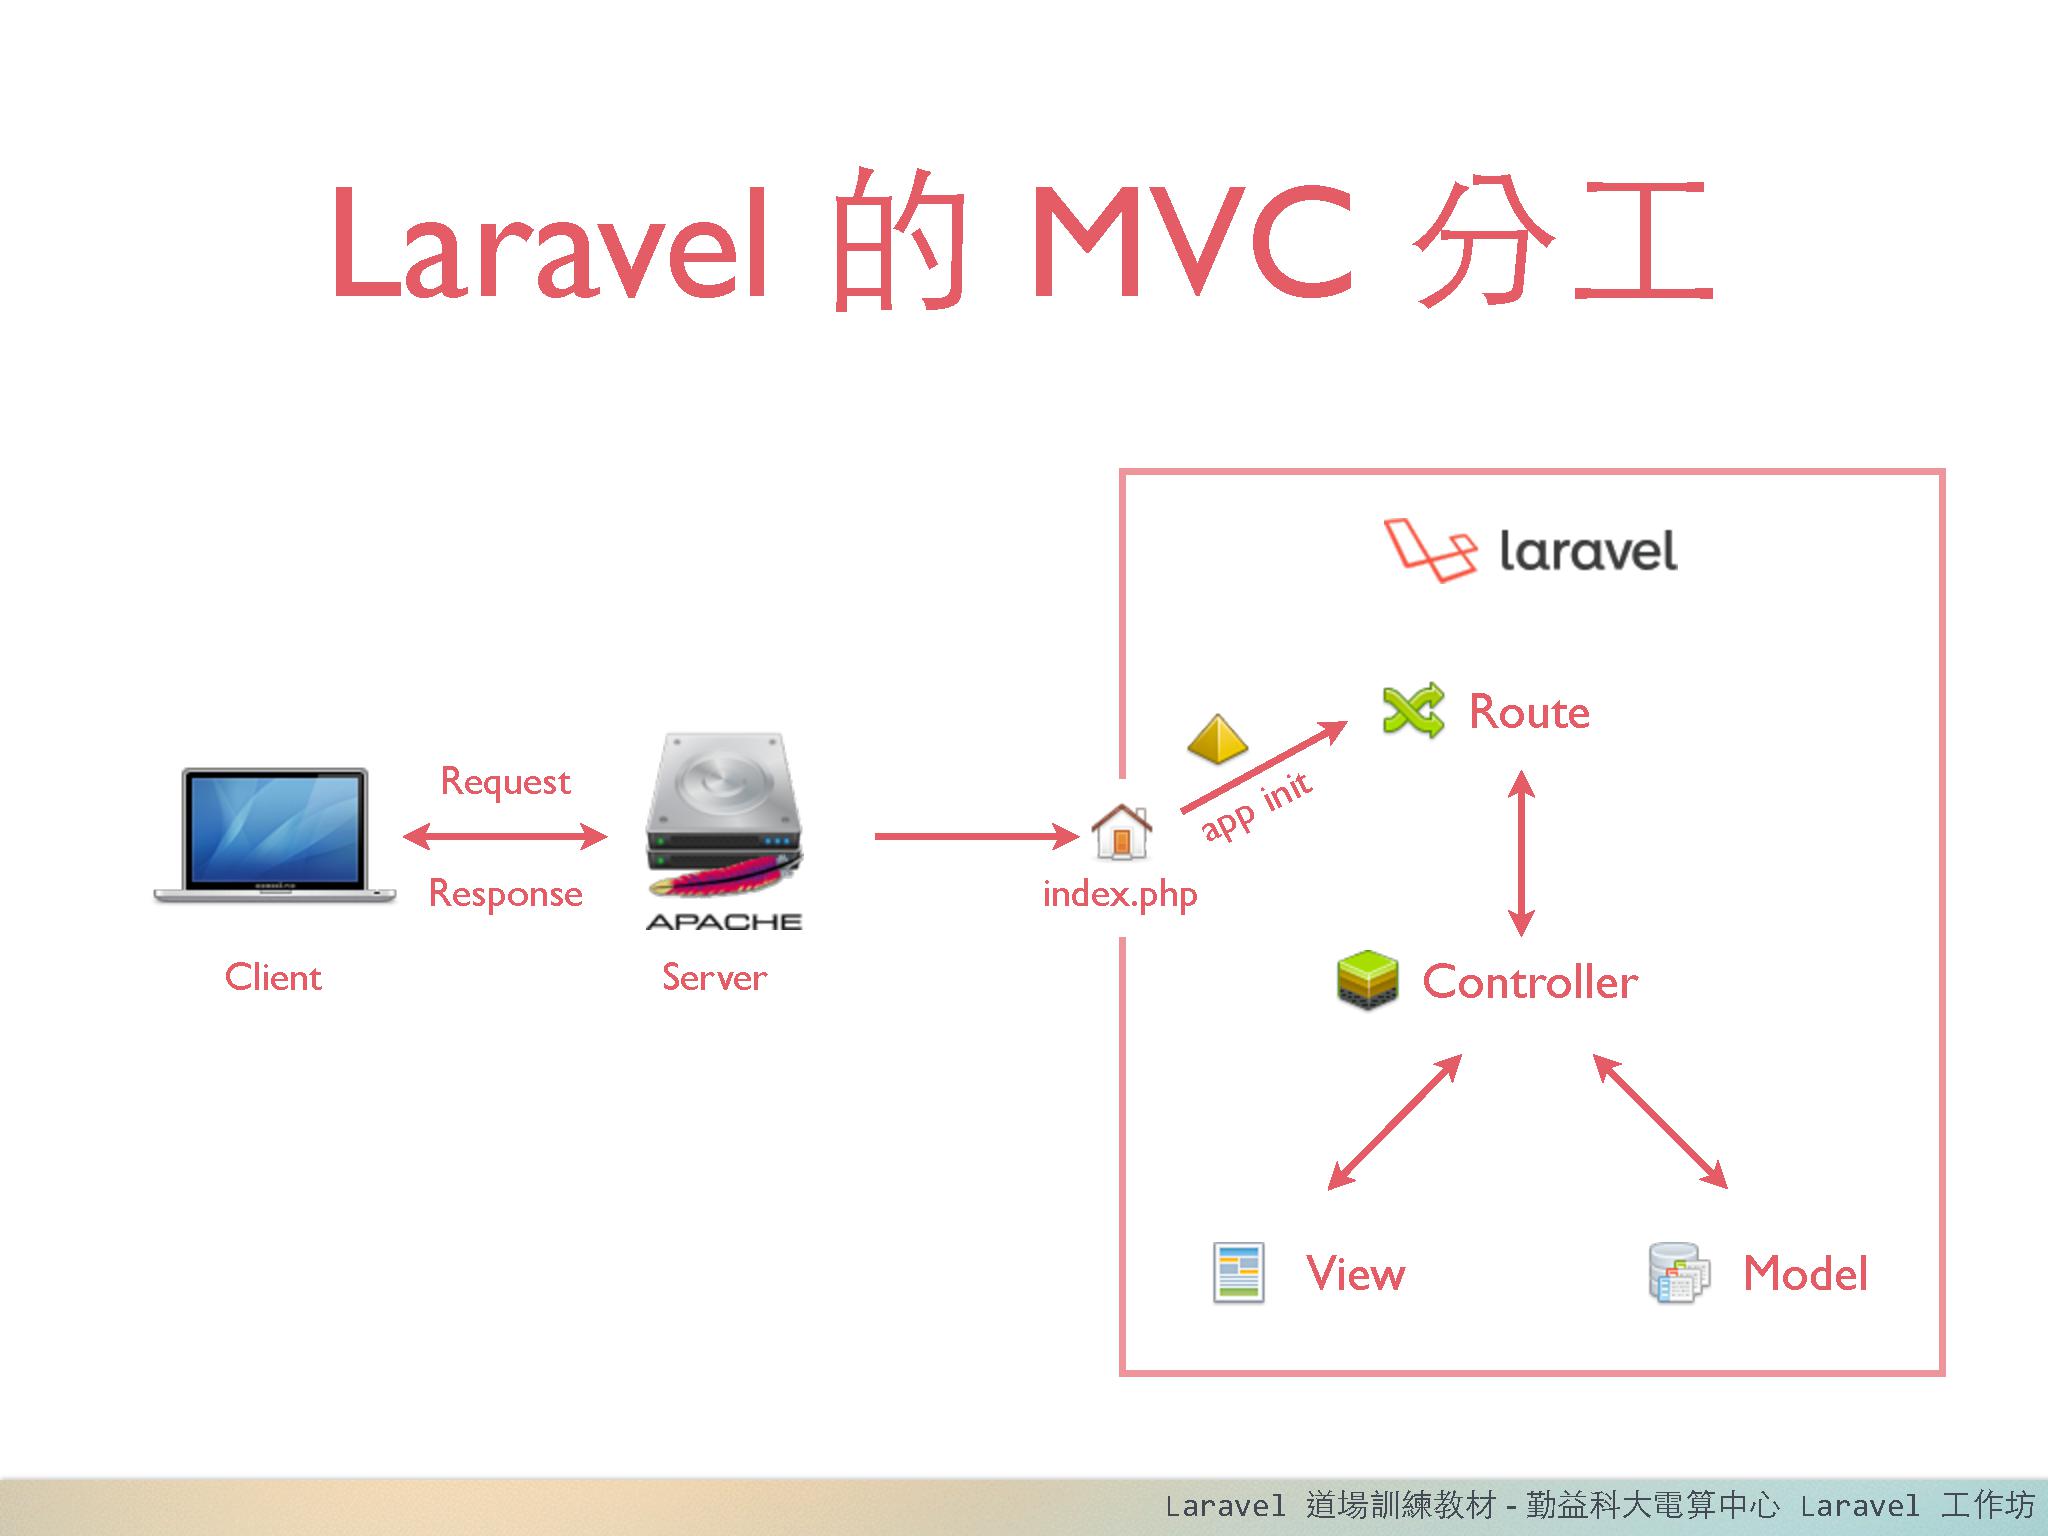 Laravel 的 MVC 分工
laravel
Route
Request
app init
Response
APACHE
index.php
Client
Server
Controller
View
Model
Laravel 道場訓練教材 - 勤益科大電算中心 Laravel 工作坊